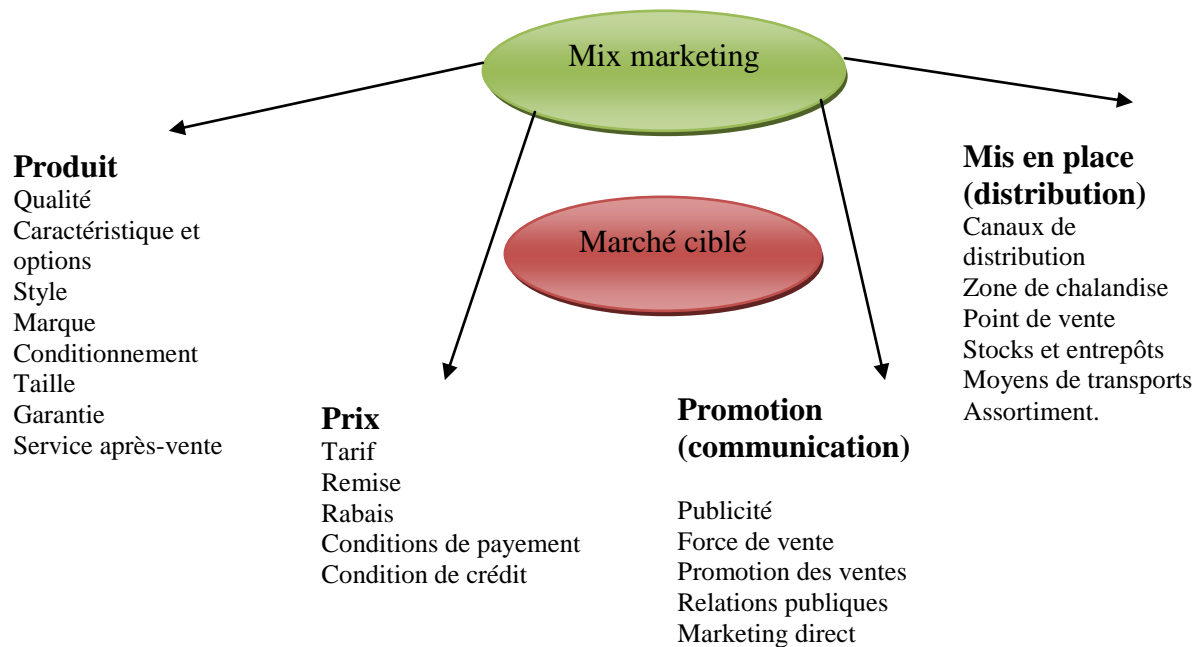 Mix marketing
Marché ciblé
Produit
Qualité
Caractéristique et
options
Style
Marque
Conditionnement
Taille
Garantie
Service après-vente
Prix
Tarif
Remise
Rabais
Conditions de payement
Condition de crédit
Promotion
(communication)
Publicité
Force de vente
Promotion des ventes
Relations publiques
Marketing direct
Mis en place
(distribution)
Canaux de
distribution
Zone de chalandise
Point de vente
Stocks et entrepôts
Moyens de transports
Assortiment.